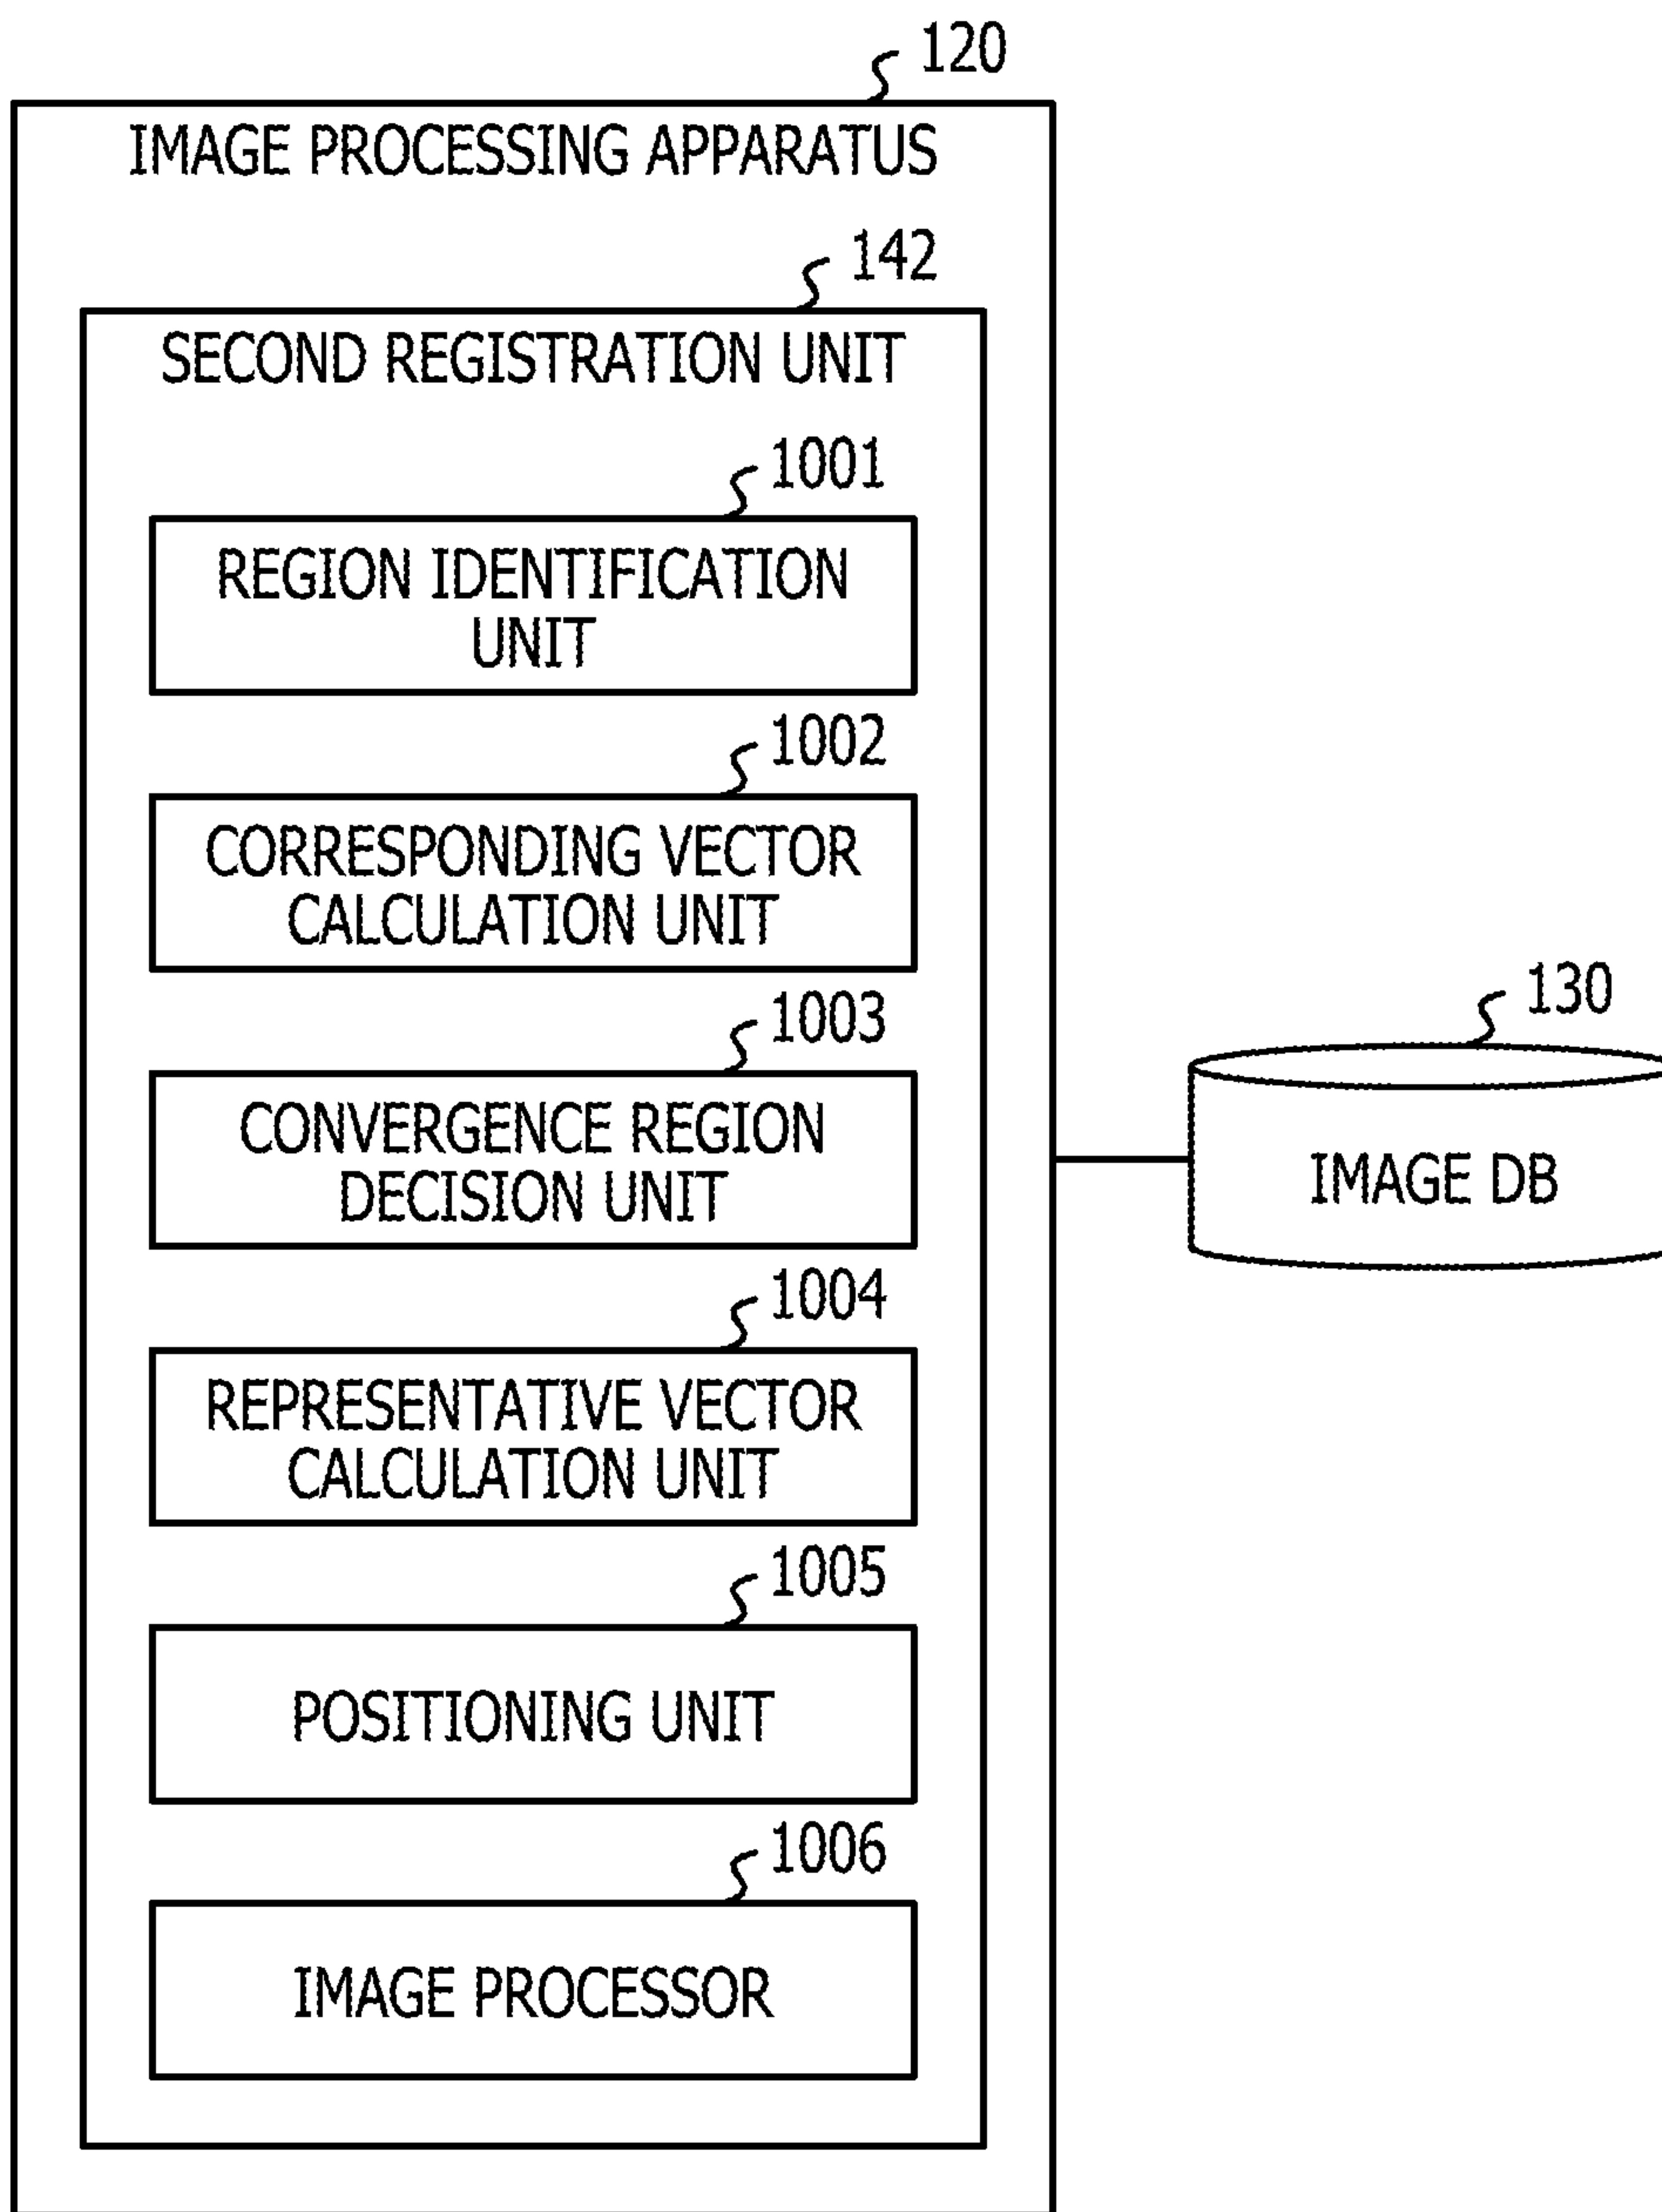 120
IMAGE PROCESSING APPARATUS
142
SECOND REGISTRATION UNIT
1001
REGION IDENTIFICATION
UNIT
1002
CORRESPONDING VECTOR
CALCULATION UNIT
1003
CONVERGENCE REGION
DECISION UNIT
1004
REPRESENTATIVE VECTOR
CALCULATION UNIT
1005
POSITIONING UNIT
1006
IMAGE PROCESSOR
130
IMAGE DB